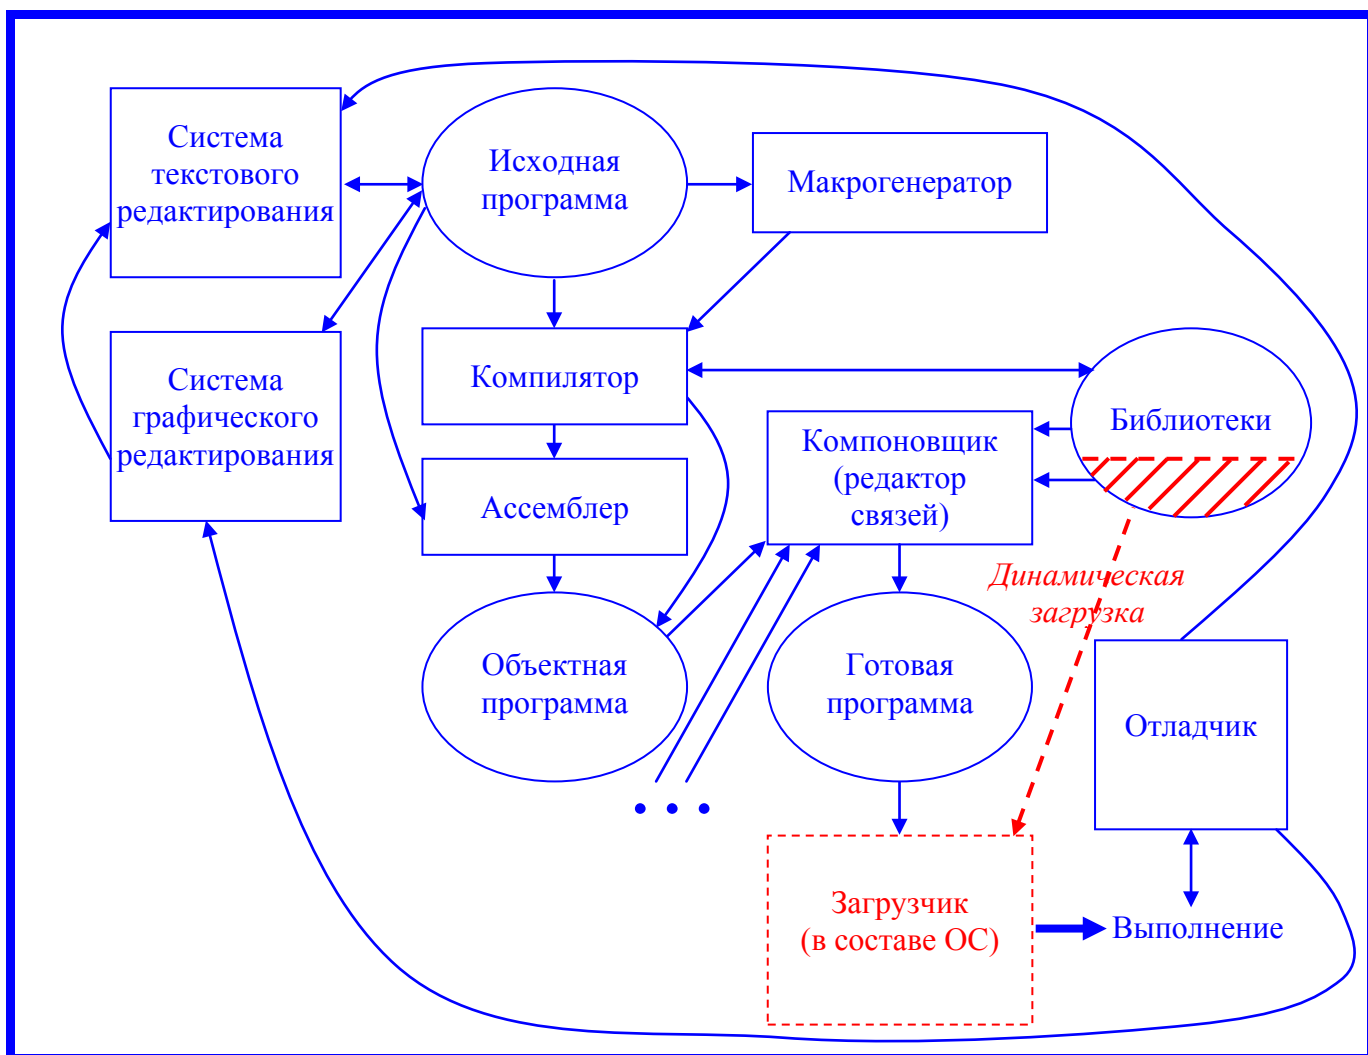 Система
текстового
редактирования
Исходная
программа
Макрогенератор
Система
графического
редактирования
Компилятор
Библиотеки
Компоновщик
(редактор
связей)
Ассемблер
Динамическая
загрузка
Объектная
программа
Готовая
программа
Отладчик
Загрузчик
(в составе ОС)
Выполнение